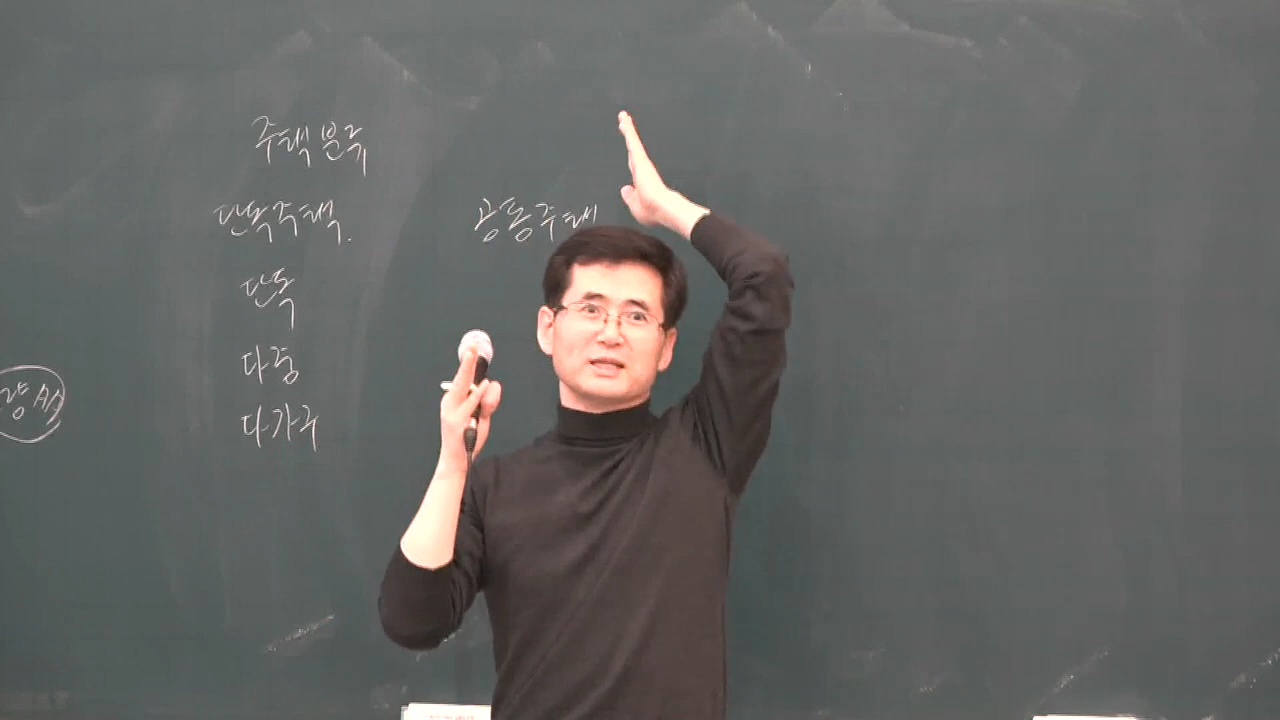 주택 분류
단독주택.
공동주택
단독
다중
다가구